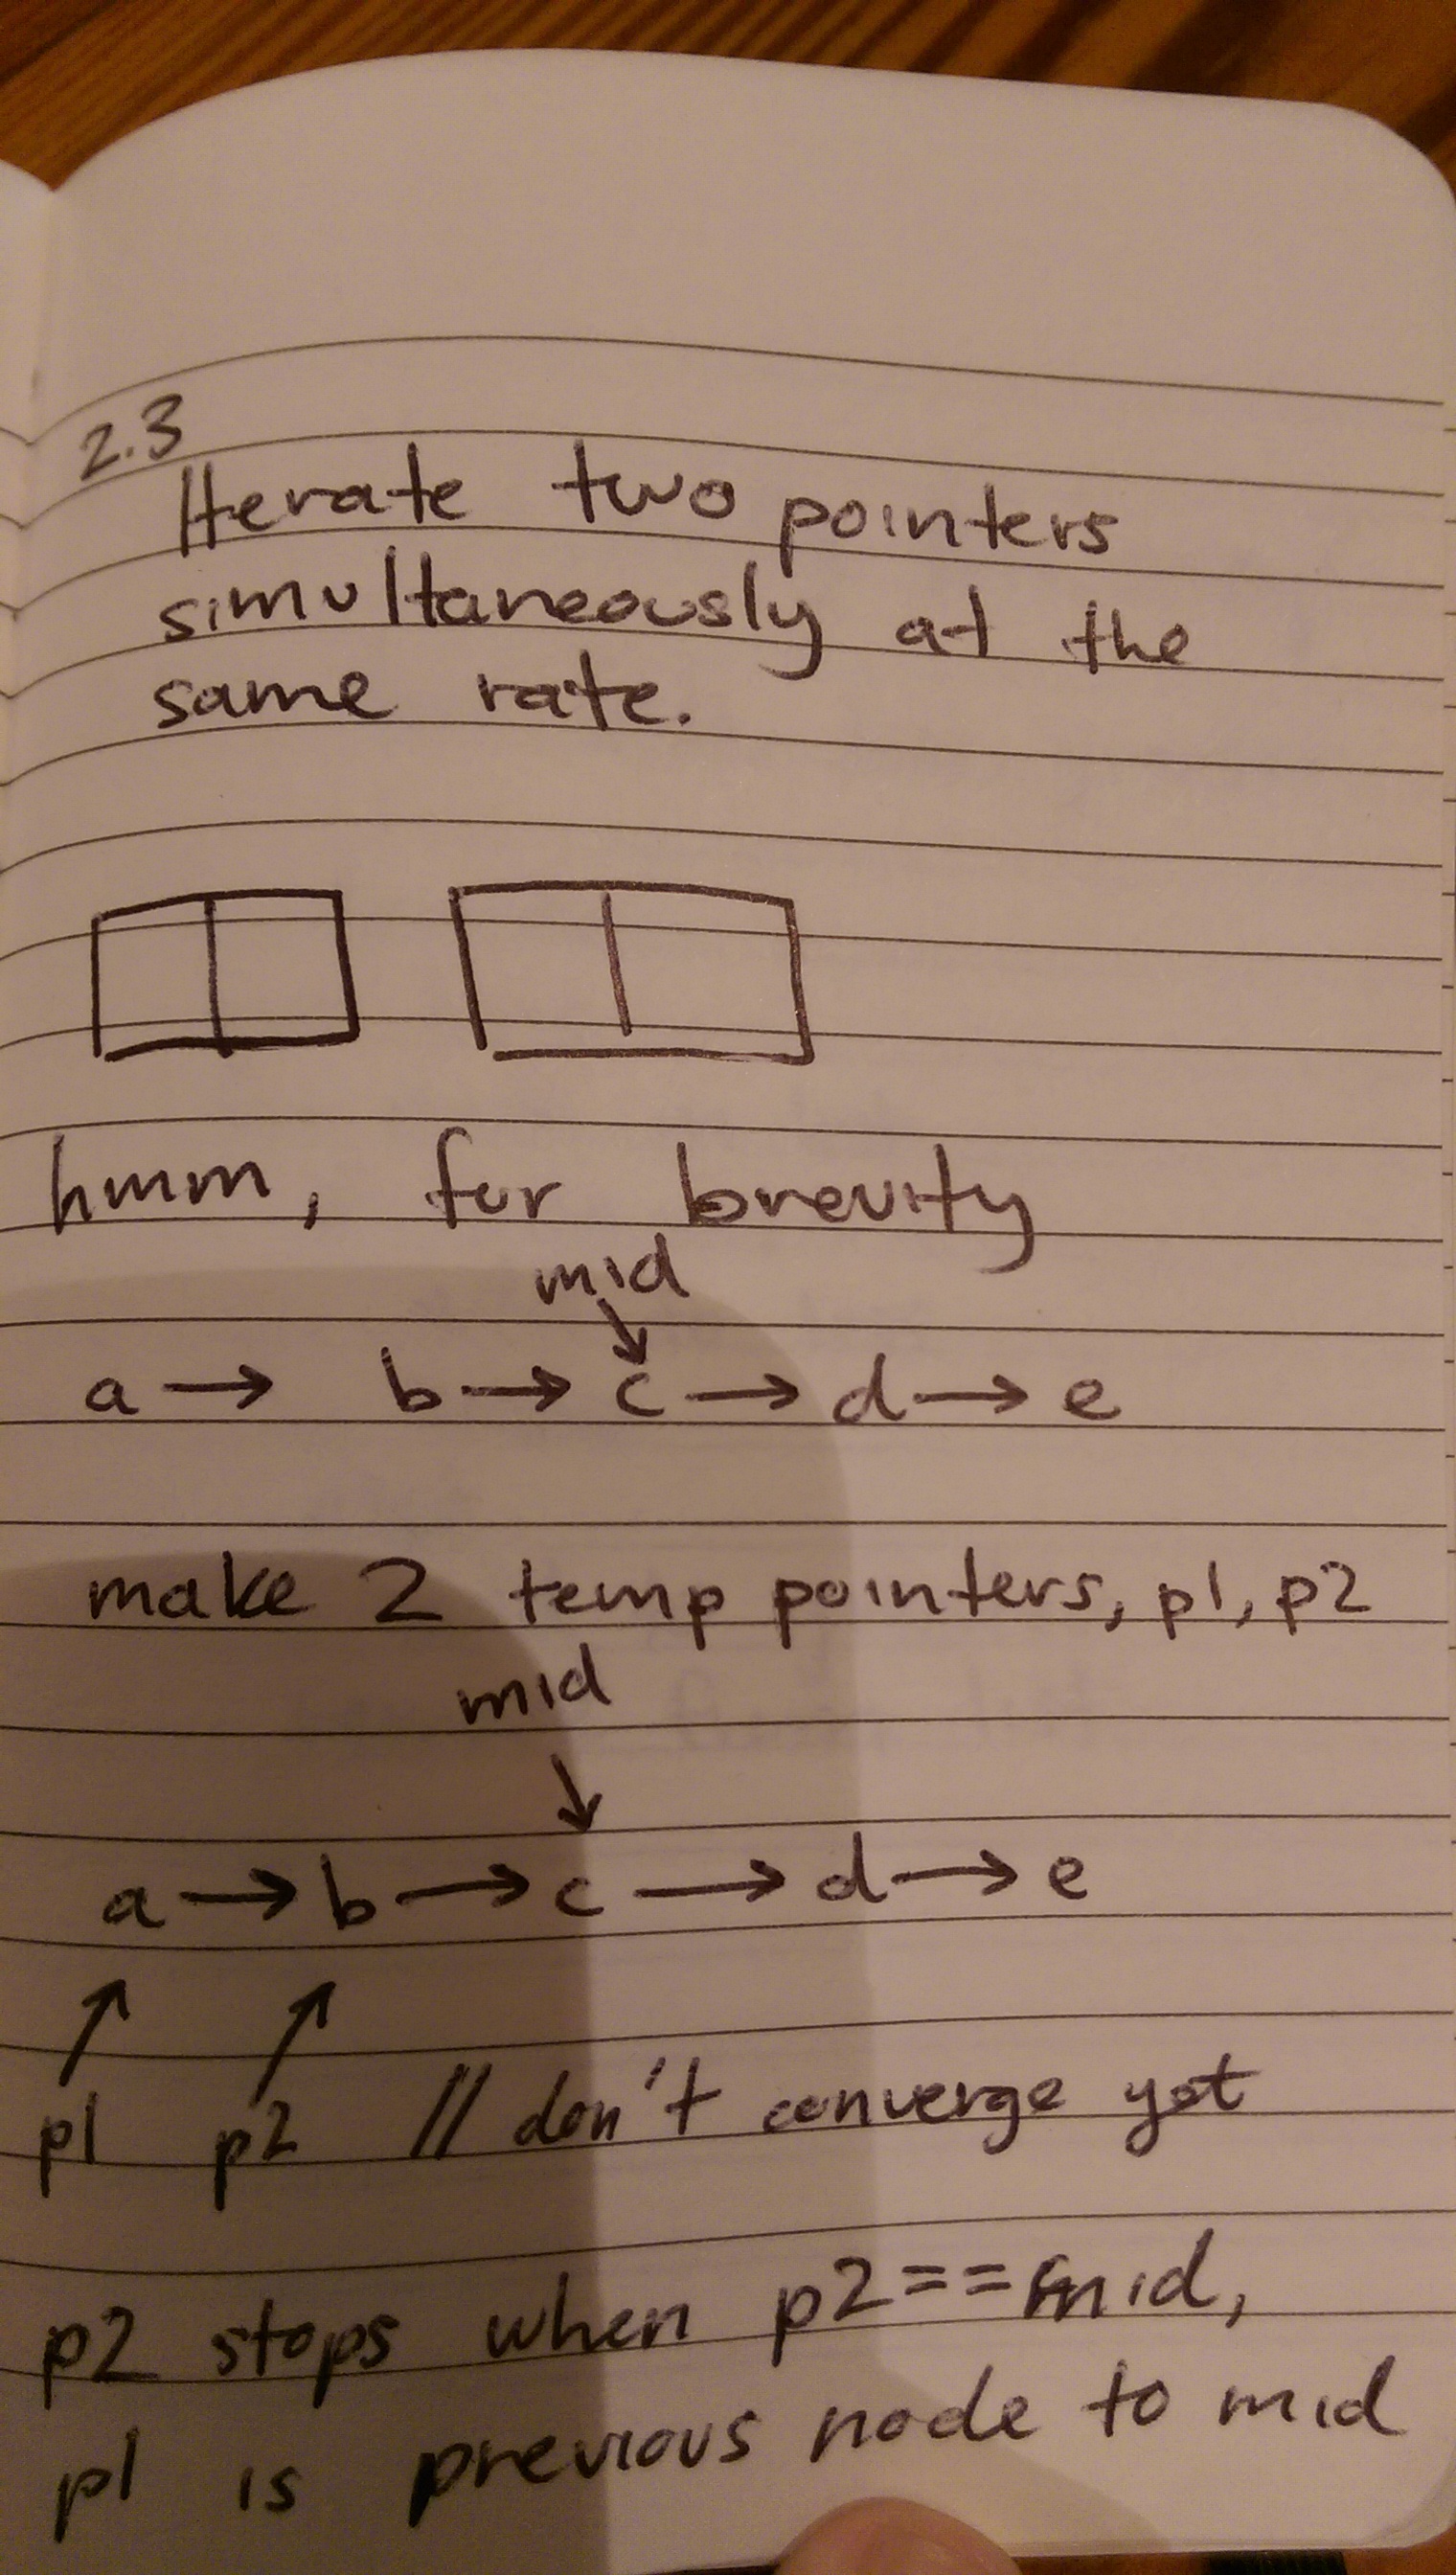 2.3
Iterate two pointers
simultaneously at the
same rate.
hmm, for brevity
mid
a → b → c → d → e
make 2 temp pointers, p1, p2
mid
a → b → c → d → e
p1 p2 // don't converge yet
p2 stops when p2 == mid,
p1 is previous node to mid